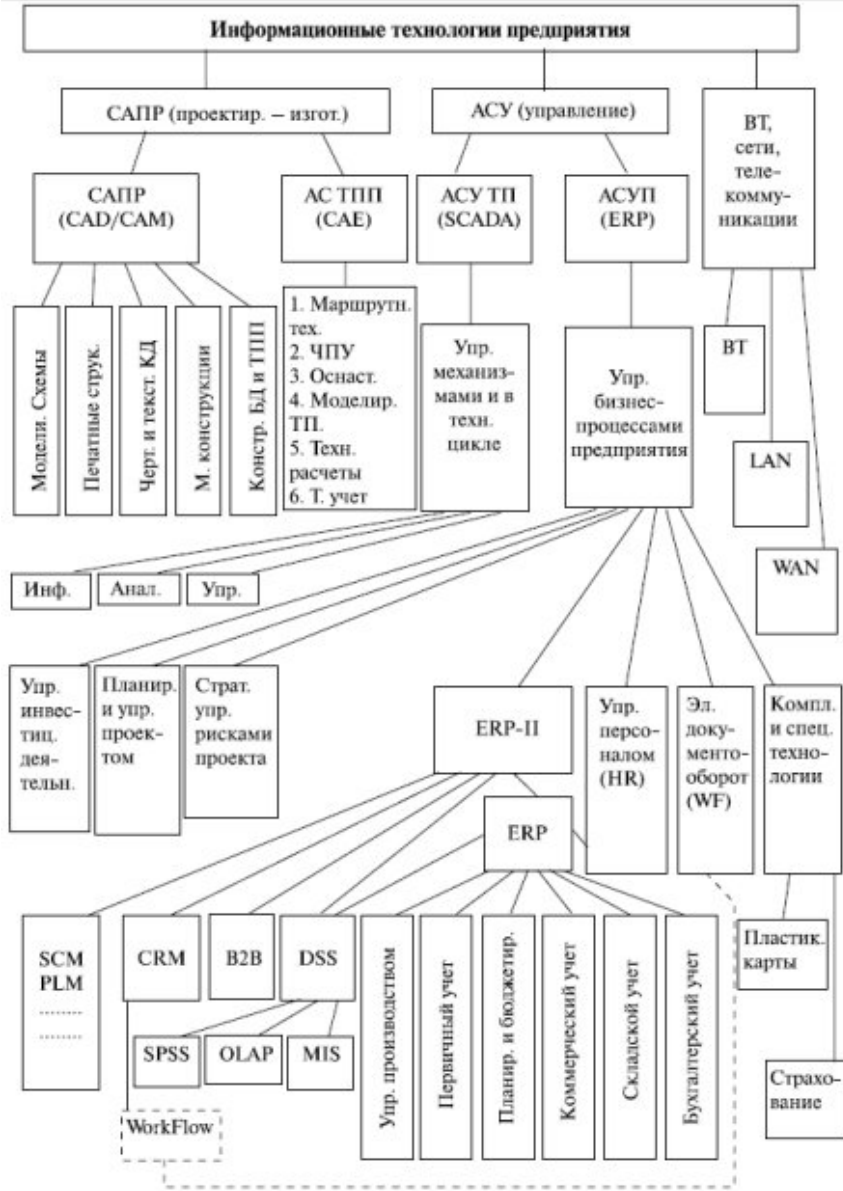 Информационные технологии предприятия
САПР (проектир. – изгот.)
АСУ (управление)
ВТ,
сети,
теле-
комму-
никации
САПР
(CAD/CAM)
АС ТПП
(CAE)
АСУ ТП
(SCADA)
АСУП
(ERP)
Модели. Схемы
Печатные струк.
Черт. и текст. КД
М. конструкции
Констр. БД и ТПП
1. Маршрутн.
тех.
2. ЧПУ
3. Оснаст.
4. Моделир.
ТП.
5. Техн.
расчеты
6. Т. учет
Упр.
механиз-
мами и в
техн.
цикле
Упр.
бизнес-
процессами
предприятия
ВТ
LAN
WAN
Инф.
Анал.
Упр.
Упр.
инвес-
тиц.
дея-
тельн.
Планир.
и упр.
проек-
том
Страт.
упр.
рисками
проекта
ERP-II
Упр.
персо-
налом
(HR)
Эл.
доку-
менто-
оборот
(WF)
Компл.
и спец.
техно-
логии
ERP
SCM
PLM
..........
..........
CRM
B2B
DSS
SPSS
OLAP
MIS
WorkFlow
Упр. производством
Первичный учет
Планир. и бюджетир.
Коммерческий учет
Складской учет
Бухгалтерский учет
Пластик.
карты
Страхо-
вание